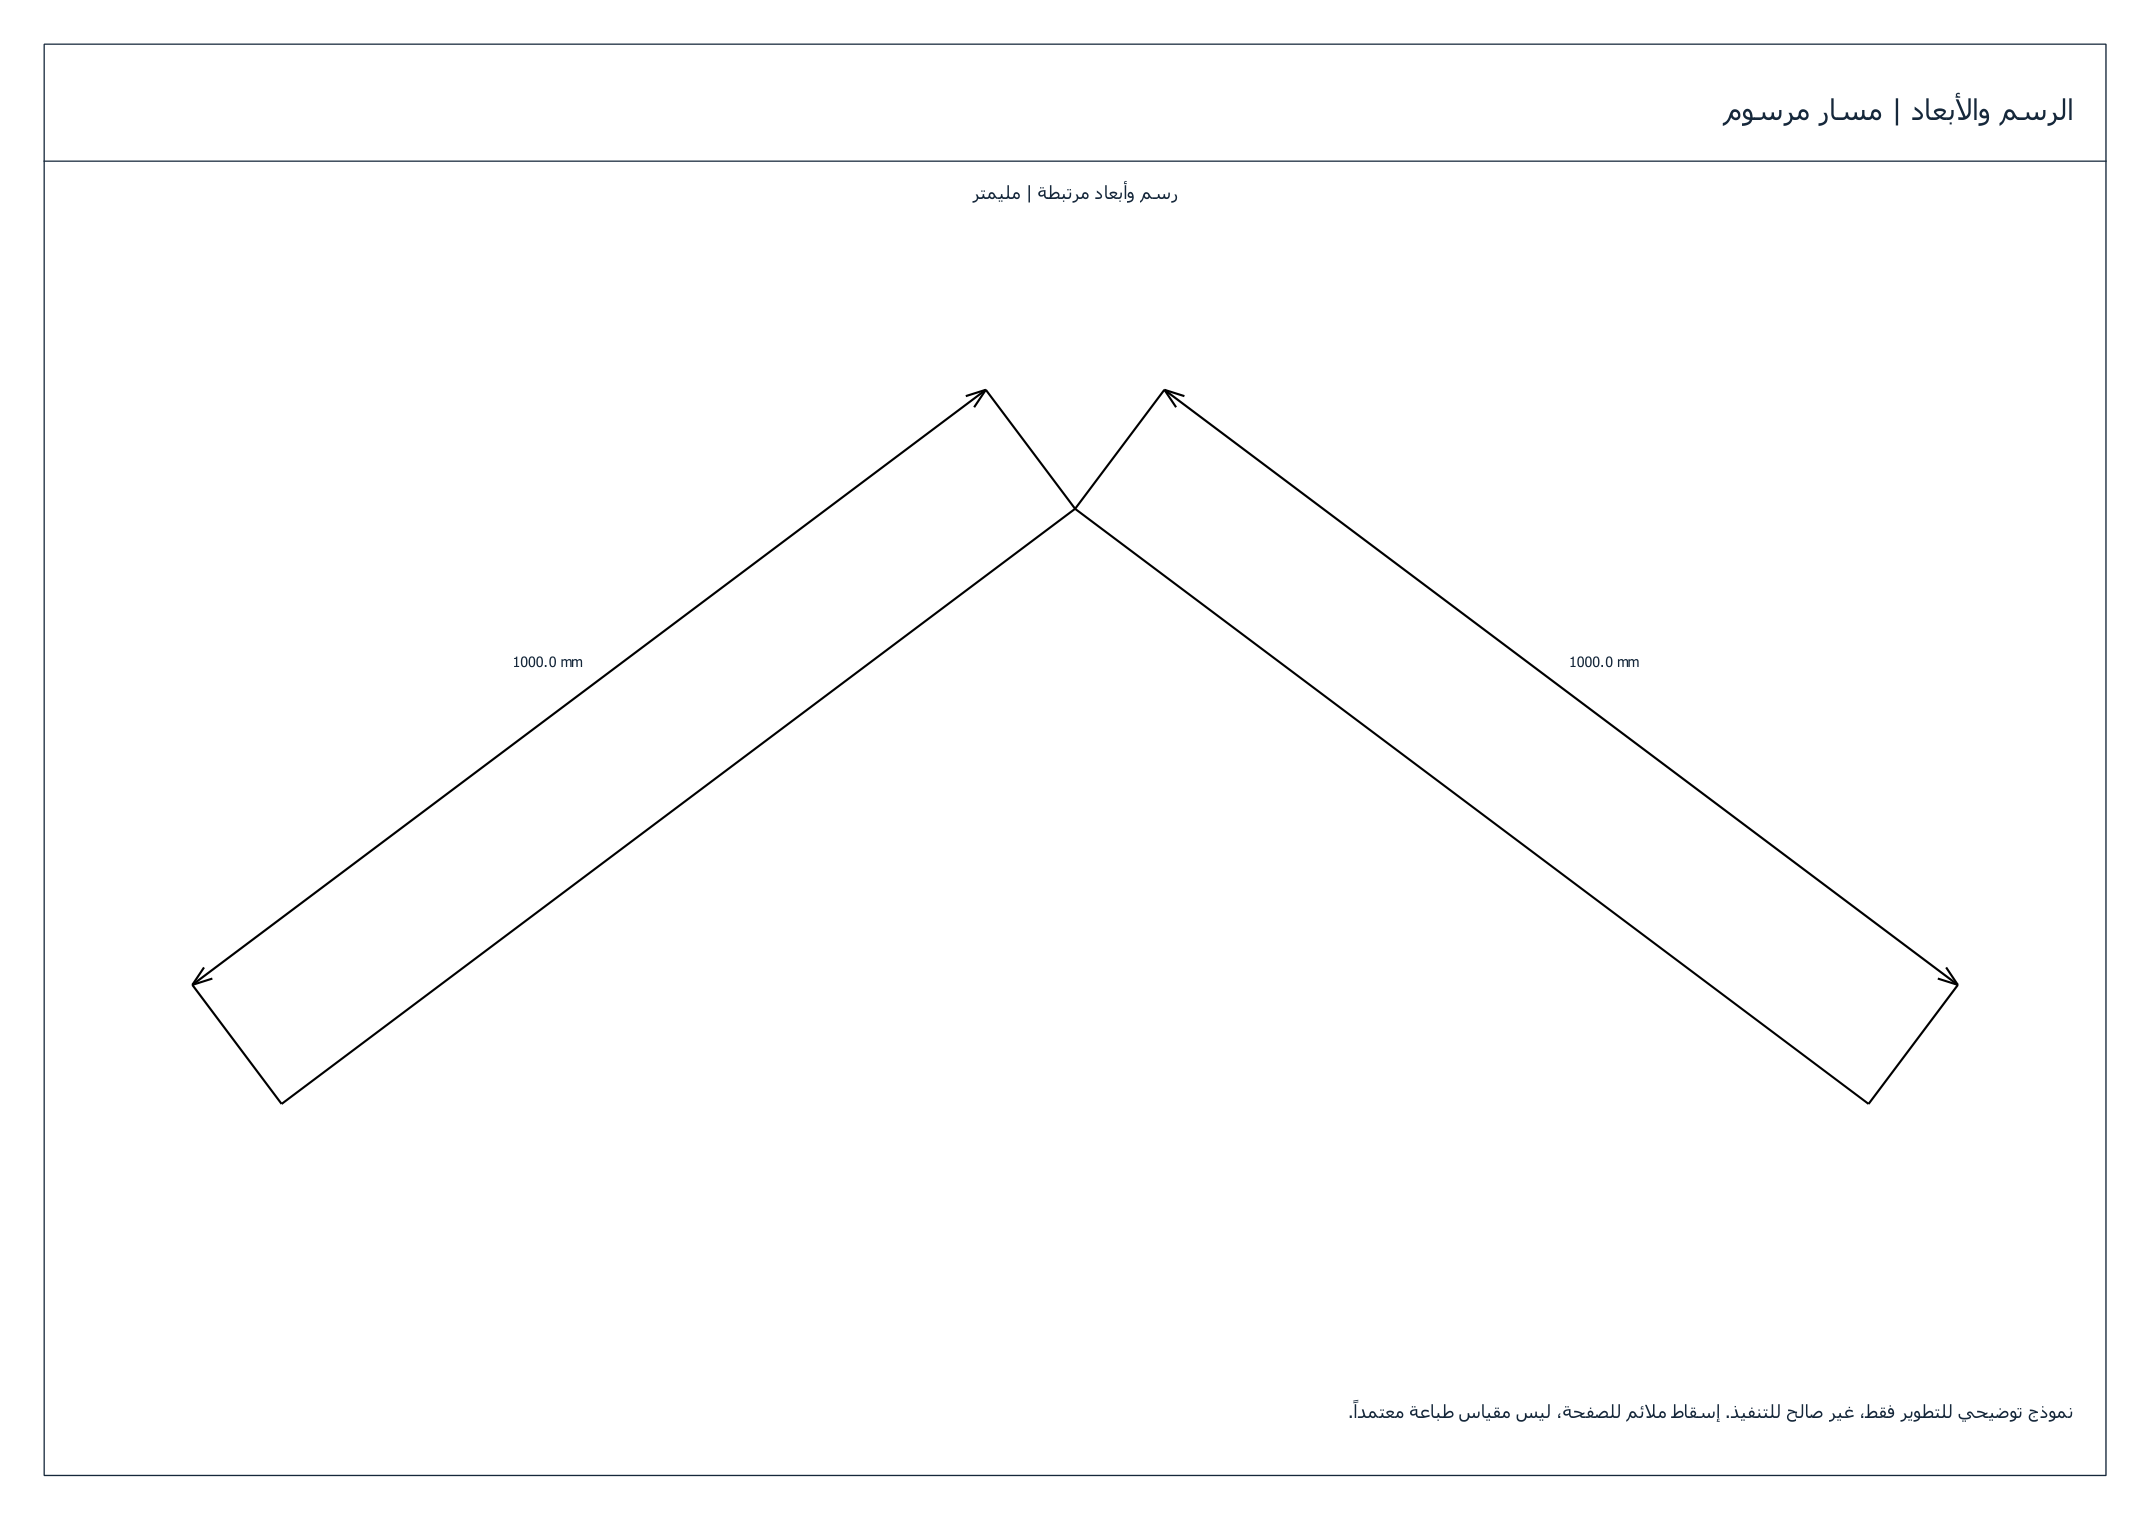 الرسم والأبعاد | مسار مرسوم
رسم وأبعاد مرتبطة | مليمتر
1000.0 mm
1000.0 mm
نموذج توضيحي للتطوير فقط، غير صالح للتنفيذ. إسقاط ملائم للصفحة، ليس مقياس طباعة معتمداً.